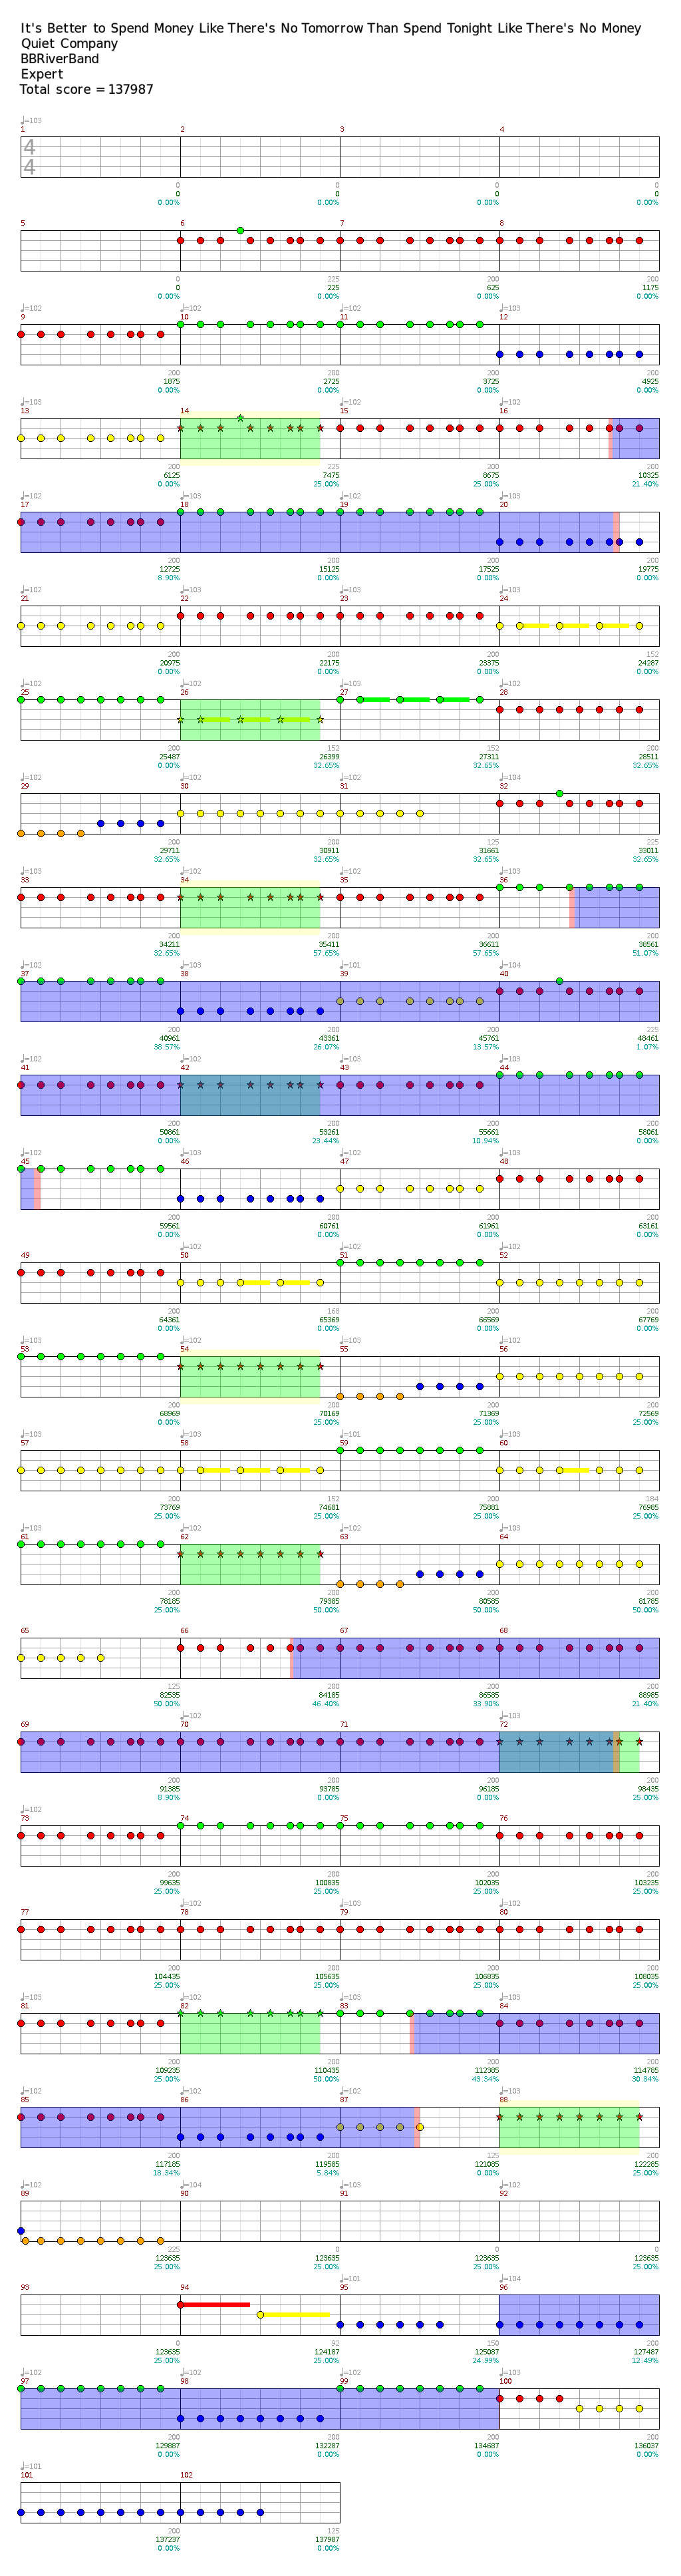 It's Better to Spend Money Like There's No Tomorrow Than Spend Tonight Like There's No Money
Quiet Company
BBRiverBand
Expert
Total score = 137987
♩=103
1 2 3 4
4
4
0 0 0 0
0 0 0 0
0.00% 0.00% 0.00% 0.00%
5 6 7 8
0 225 200 200
0 225 625 1175
0.00% 0.00% 0.00% 0.00%
♩=102 ♩=102 ♩=102 ♩=103
9 10 11 12
200 200 200 200
1875 2725 3725 4925
0.00% 0.00% 0.00% 0.00%
♩=103 ♩=103 ♩=102
13 14 15 16
200 225 200 200
6125 7475 8675 10325
0.00% 25.00% 25.00% 21.40%
♩=102 ♩=103 ♩=102 ♩=103
17 18 19 20
200 200 200 200
12725 15125 17525 19775
8.90% 0.00% 0.00% 0.00%
♩=102 ♩=103 ♩=103
21 22 23 24
200 200 200 152
20975 22175 23375 24287
0.00% 0.00% 0.00% 0.00%
♩=102 ♩=102 ♩=103 ♩=102
25 26 27 28
200 152 152 200
25487 26399 27311 28511
0.00% 32.65% 32.65% 32.65%
♩=102 ♩=102 ♩=104
29 30 31 32
200 200 125 225
29711 30911 31661 33011
32.65% 32.65% 32.65% 32.65%
♩=103 ♩=102 ♩=102
33 34 35 36
200 200 200 200
34211 35411 36611 38561
32.65% 57.65% 57.65% 51.07%
♩=102 ♩=103 ♩=101 ♩=104
37 38 39 40
200 200 200 225
40961 43361 45761 48461
38.57% 26.07% 13.57% 1.07%
♩=102 ♩=103
41 42 43 44
200 200 200 200
50861 53261 55661 58061
0.00% 23.44% 10.94% 0.00%
♩=102 ♩=103 ♩=102 ♩=103
45 46 47 48
200 200 200 200
59561 60761 61961 63161
0.00% 0.00% 0.00% 0.00%
♩=102 ♩=102
49 50 51 52
200 168 200 200
64361 65369 66569 67769
0.00% 0.00% 0.00% 0.00%
♩=103 ♩=102 ♩=103 ♩=102
53 54 55 56
200 200 200 200
68969 70169 71369 72569
0.00% 25.00% 25.00% 25.00%
♩=103 ♩=103 ♩=101 ♩=103
57 58 59 60
200 152 200 184
73769 74681 75881 76985
25.00% 25.00% 25.00% 25.00%
♩=103 ♩=102 ♩=103 ♩=102
61 62 63 64
200 200 200 200
78185 79385 80585 81785
25.00% 50.00% 50.00% 50.00%
65 66 67 68
125 200 200 200
82535 84185 86585 88985
50.00% 46.40% 33.90% 21.40%
♩=102 ♩=103
69 70 71 72
200 200 200 200
91385 93785 96185 98435
8.90% 0.00% 0.00% 25.00%
♩=102
73 74 75 76
200 200 200 200
99635 100835 102035 103235
25.00% 25.00% 25.00% 25.00%
♩=102 ♩=103 ♩=102
77 78 79 80
200 200 200 200
104435 105635 106835 108035
25.00% 25.00% 25.00% 25.00%
♩=103 ♩=102 ♩=103
81 82 83 84
200 200 200 200
109235 110435 112385 114785
25.00% 50.00% 43.34% 30.84%
♩=102 ♩=102 ♩=102 ♩=103
85 86 87 88
200 200 125 200
117185 119585 121085 122285
18.34% 5.84% 0.00% 25.00%
♩=102 ♩=104 ♩=103 ♩=102
89 90 91 92
225 0 0 0
123635 123635 123635 123635
25.00% 25.00% 25.00% 25.00%
♩=101 ♩=104
93 94 95 96
0 92 150 200
123635 124187 125087 127487
25.00% 25.00% 24.99% 12.49%
♩=102 ♩=102 ♩=102 ♩=103
97 98 99 100
200 200 200 200
129887 132287 134687 136037
0.00% 0.00% 0.00% 0.00%
♩=101
101 102
200 125
137237 137987
0.00% 0.00%